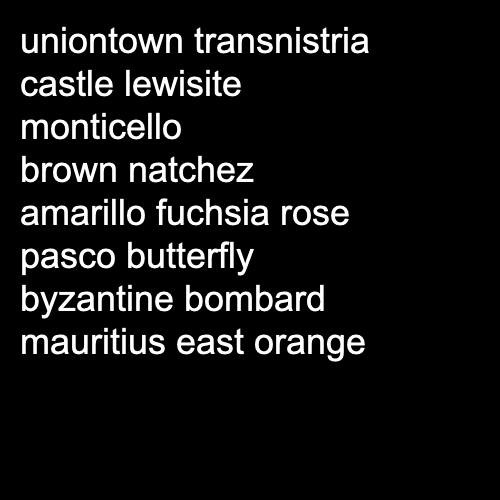 uniontown transnistria
castle lewisite
monticello
brown natchez
amarillo fuchsia rose
pasco butterfly
byzantine bombard
mauritius east orange